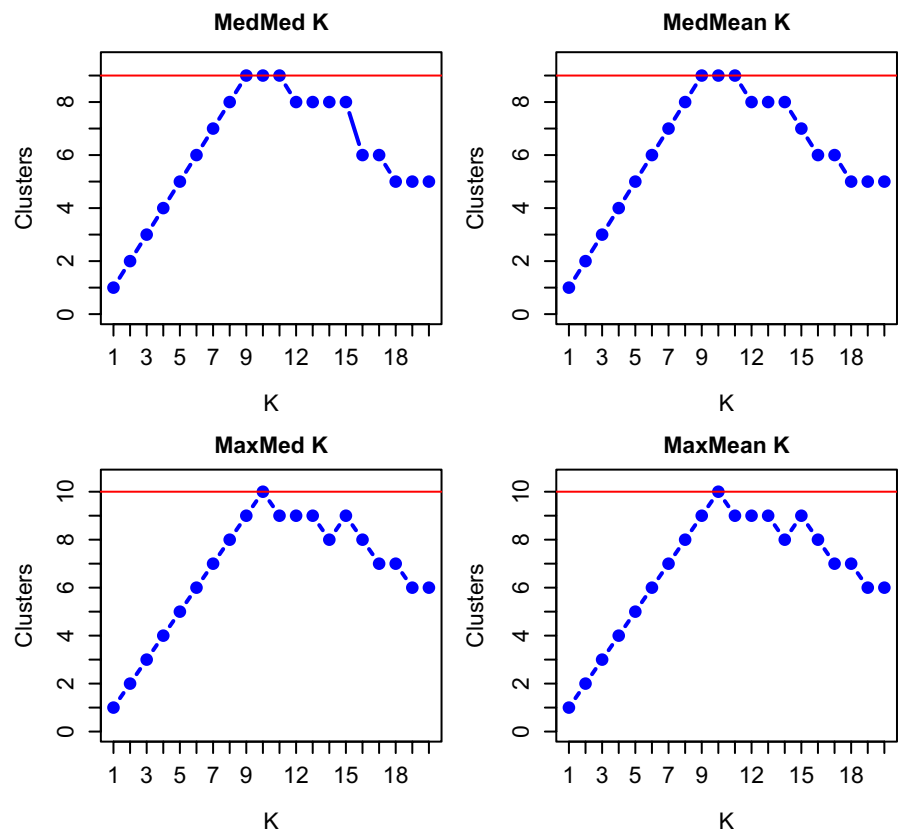 MedMed K
Clusters
0 2 4 6 8
1 3 5 7 9 12 15 18
K
MedMean K
Clusters
0 2 4 6 8
1 3 5 7 9 12 15 18
K
MaxMed K
Clusters
0 2 4 6 8 10
1 3 5 7 9 12 15 18
K
MaxMean K
Clusters
0 2 4 6 8 10
1 3 5 7 9 12 15 18
K